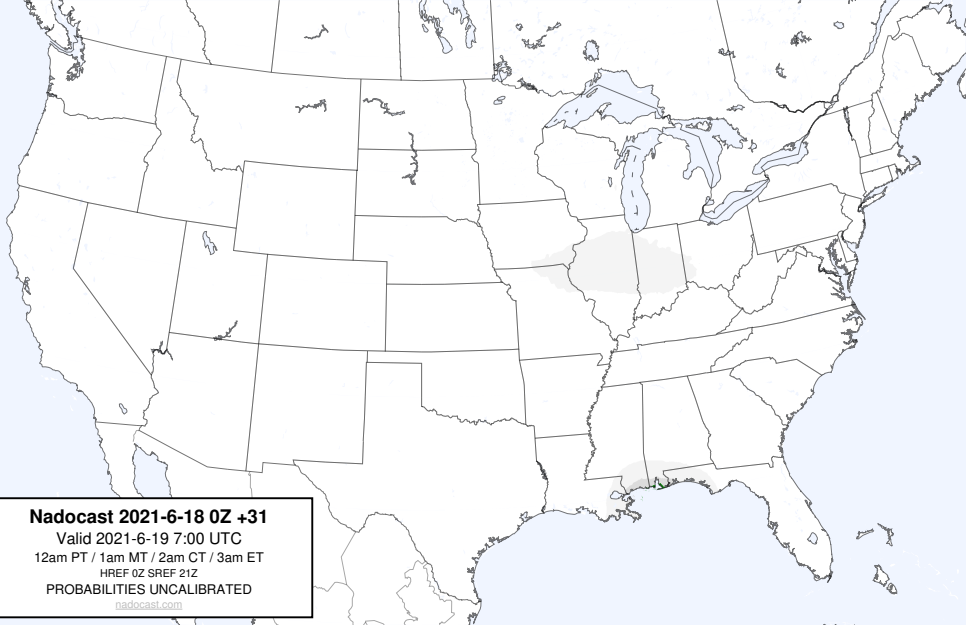 Nadocast 2021-6-18 0Z +31
Valid 2021-6-19 7:00 UTC
12am PT / 1am MT / 2am CT / 3am ET
HREF 0Z SREF 21Z
PROBABILITIES UNCALIBRATED
nadocast.com